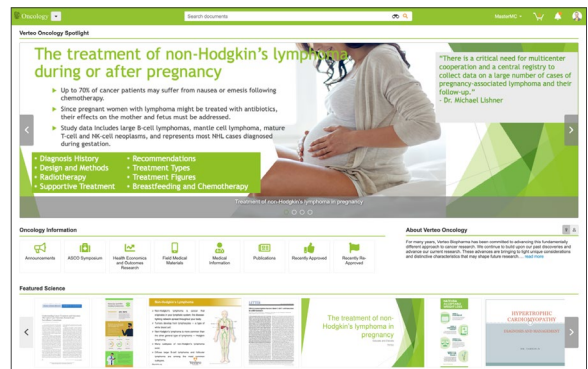 Oncology
Search documents
MasterMC
Verteo Oncology Spotlight
The treatment of non-Hodgkin's lymphoma
during or after pregnancy
Up to 70% of cancer patients may suffer from nausea or emesis following
chemotherapy.
Since pregnant women with lymphoma might be treated with antibiotics,
their effects on the mother and fetus must be addressed.
Study data includes large B-cell lymphomas, mantle cell lymphoma, mature
T-cell and NK-cell neoplasms, and represents most NHL cases diagnosed
during gestation.
• Diagnosis History
• Design and Methods
• Radiotherapy
• Supportive Treatment
• Recommendations
• Treatment Types
• Treatment Figures
• Breastfeeding and Chemotherapy
"There is a critical need for multicenter
cooperation and a central registry to
collect data on a large number of cases of
pregnancy-associated lymphoma and their
follow-up."
- Dr. Michael Lishner
Treatment of non-Hodgkin's lymphoma in pregnancy
Oncology Information
Announcements
ASCO Symposium
Health Economics
and Outcomes
Research
Field Medical
Materials
Medical
Information
Publications
Recently-Approved
Recently Re-
Approved
About Verteo Oncology
For many years, Verteo Biopharma has been committed to advancing this fundamentally
different approach to cancer research. We continue to build upon our past discoveries and
advance our current research. These advances are bringing to light unique considerations
and distinctive characteristics that may shape future research.... read more
Featured Science
Non-Hodgkin's Lymphoma
LETTER
The treatment of non-
Hodgkin's lymphoma in
pregnancy
HYPERTROPHIC
CARDIOMYOPATHY
DIAGNOSIS AND MANAGEMENT